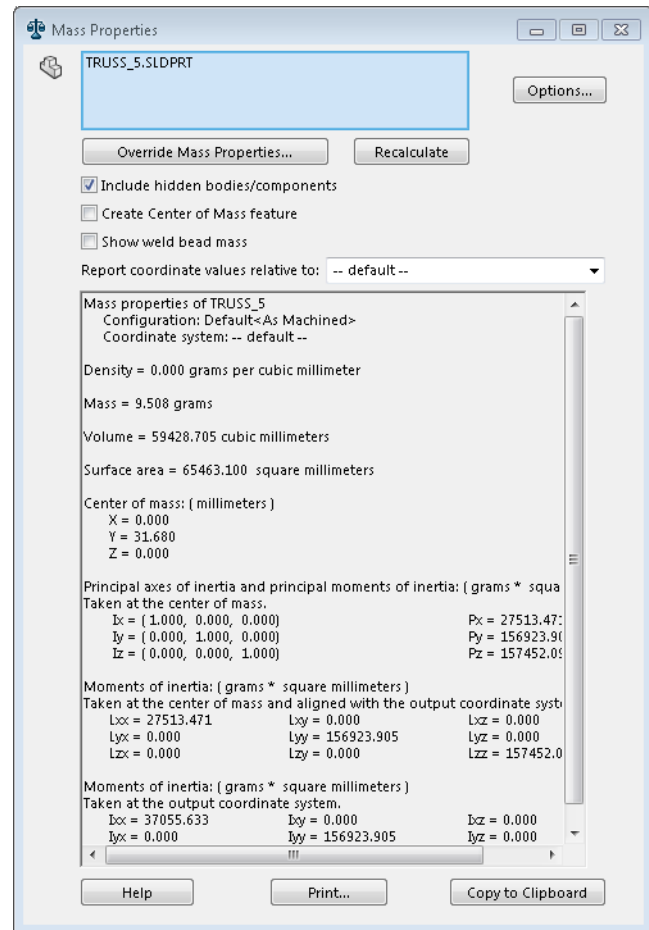 Mass Properties
TRUSS_5.SLDPRT
Options...
Override Mass Properties... Recalculate
Include hidden bodies/components
Create Center of Mass feature
Show weld bead mass
Report coordinate values relative to: -- default --
Mass properties of TRUSS_5
Configuration: Default<As Machined>
Coordinate system: -- default --
Density = 0.000 grams per cubic millimeter
Mass = 9.508 grams
Volume = 59428.705 cubic millimeters
Surface area = 65463.100 square millimeters
Center of mass: ( millimeters )
X = 0.000
Y = 31.680
Z = 0.000
Principal axes of inertia and principal moments of inertia: ( grams * squa
Taken at the center of mass.
Ix = ( 1.000, 0.000, 0.000) Px = 27513.47
Iy = ( 0.000, 1.000, 0.000) Py = 156923.9
Iz = ( 0.000, 0.000, 1.000) Pz = 157452.0
Moments of inertia: ( grams * square millimeters )
Taken at the center of mass and aligned with the output coordinate syst
Lxx = 27513.471 Lxy = 0.000 Lxz = 0.000
Lyx = 0.000 Lyy = 156923.905 Lyz = 0.000
Lzx = 0.000 Lzy = 0.000 Lzz = 157452.0
Moments of inertia: ( grams * square millimeters )
Taken at the output coordinate system.
Ixx = 37055.633 Ixy = 0.000 Ixz = 0.000
Iyx = 0.000 Iyy = 156923.905 Iyz = 0.000
Help Print... Copy to Clipboard